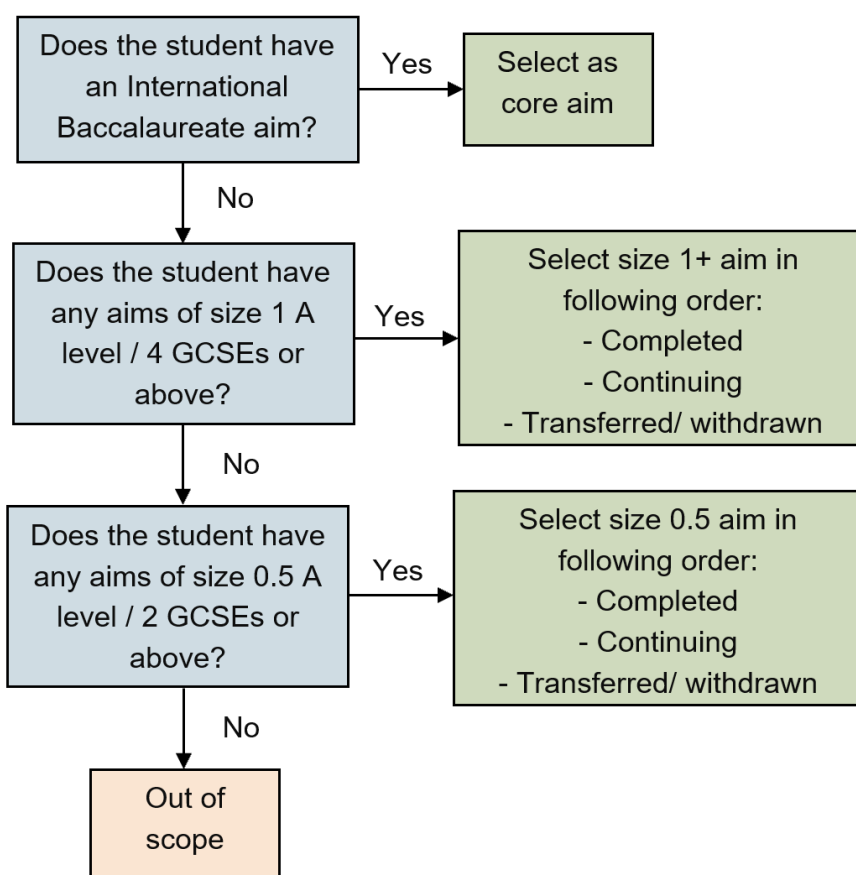 Does the student have
an International
Baccalaureate aim?
Yes
Select as
core aim
No
Does the student have
any aims of size 1 A
level / 4 GCSEs or
above?
Yes
Select size 1+ aim in
following order:
- Completed
- Continuing
- Transferred/ withdrawn
No
Does the student have
any aims of size 0.5 A
level / 2 GCSEs or
above?
Yes
Select size 0.5 aim in
following order:
- Completed
- Continuing
- Transferred/ withdrawn
No
Out of
scope